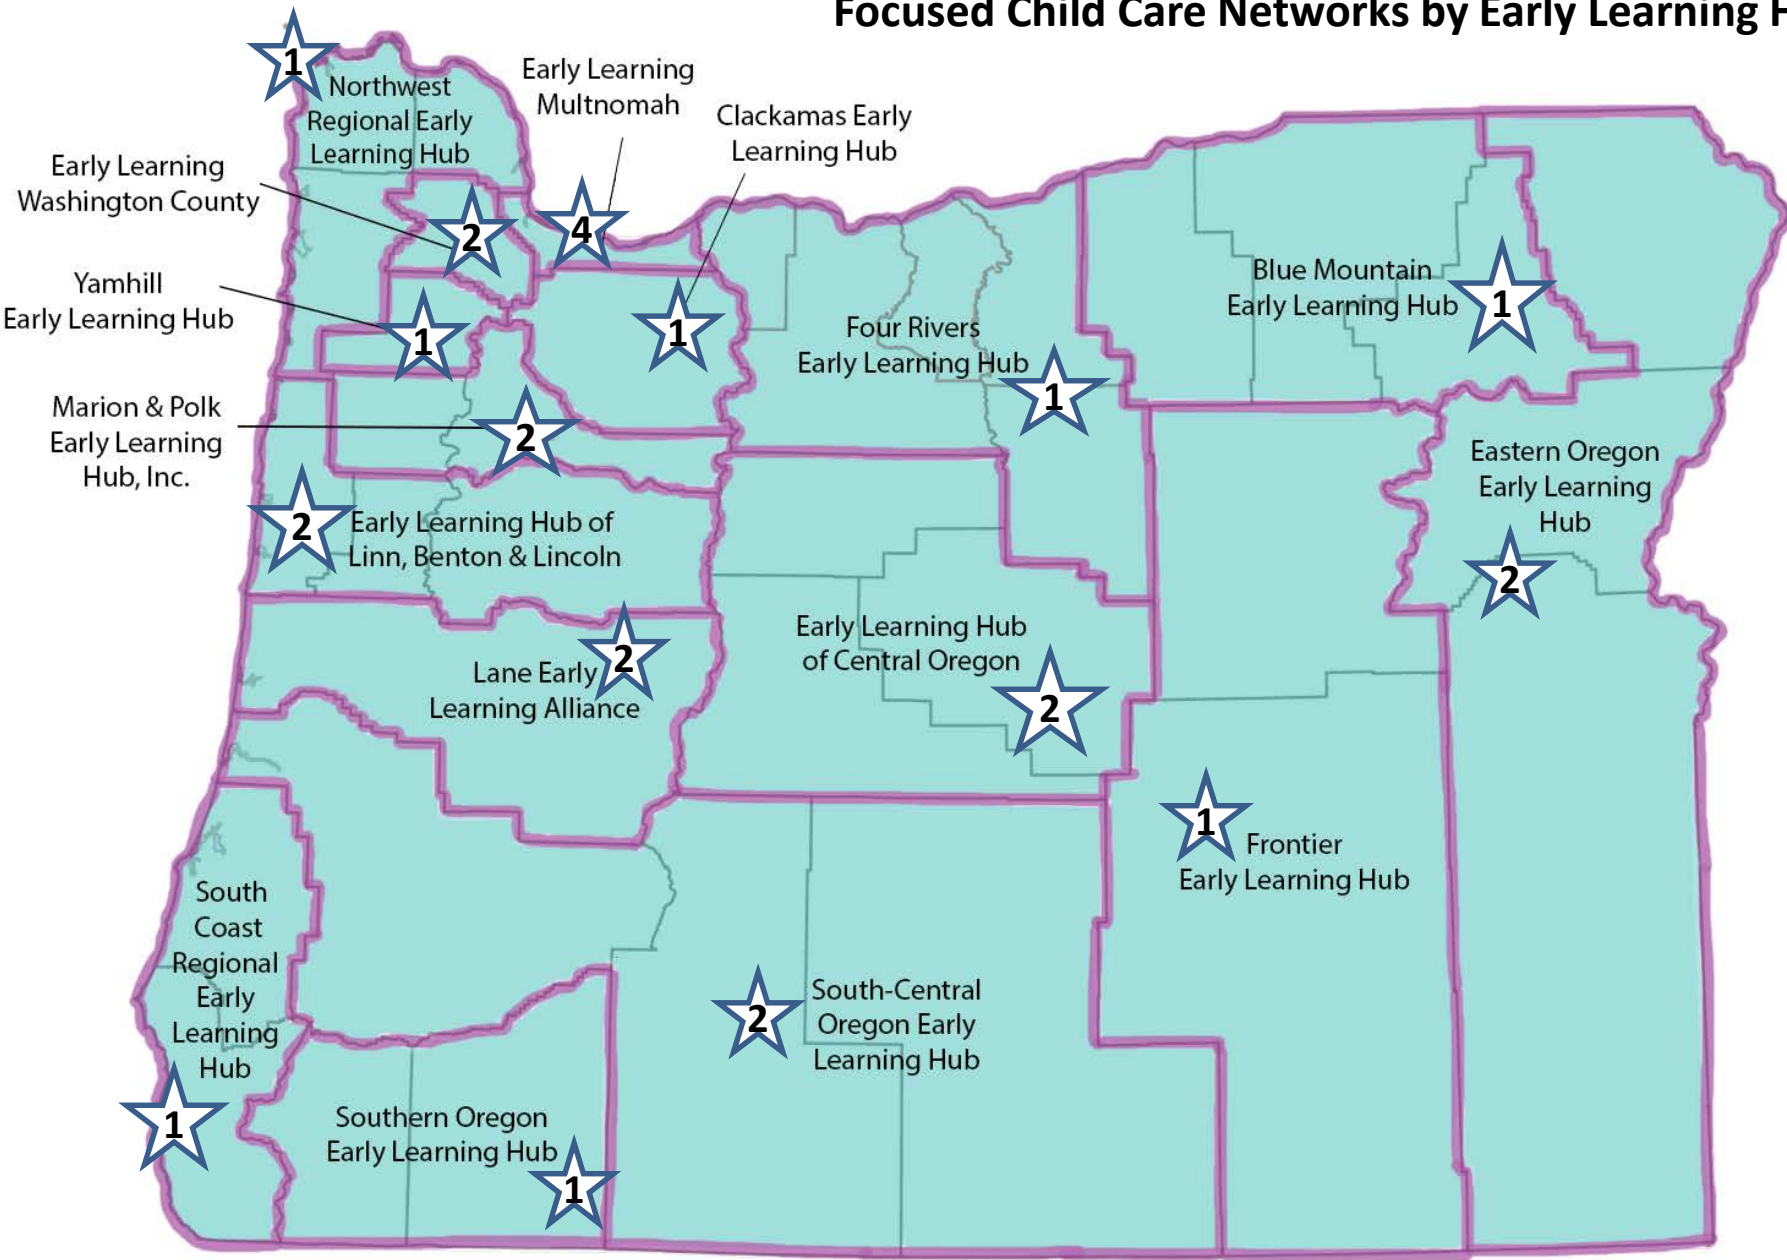 Focused Child Care Networks by Early Learning H
1
Northwest
Regional Early
Learning Hub
Early Learning
Multnomah
Clackamas Early
Learning Hub
Early Learning
Washington County
2
4
Yamhill
Early Learning Hub
1
1
Four Rivers
Early Learning Hub
1
Blue Mountain
Early Learning Hub
1
Marion & Polk
Early Learning
Hub, Inc.
2
Eastern Oregon
Early Learning
Hub
2
2
Early Learning Hub of
Linn, Benton & Lincoln
Early Learning Hub
of Central Oregon
2
Lane Early
Learning Alliance
2
1
Frontier
Early Learning Hub
South
Coast
Regional
Early
Learning
Hub
1
2
South-Central
Oregon Early
Learning Hub
Southern Oregon
Early Learning Hub
1